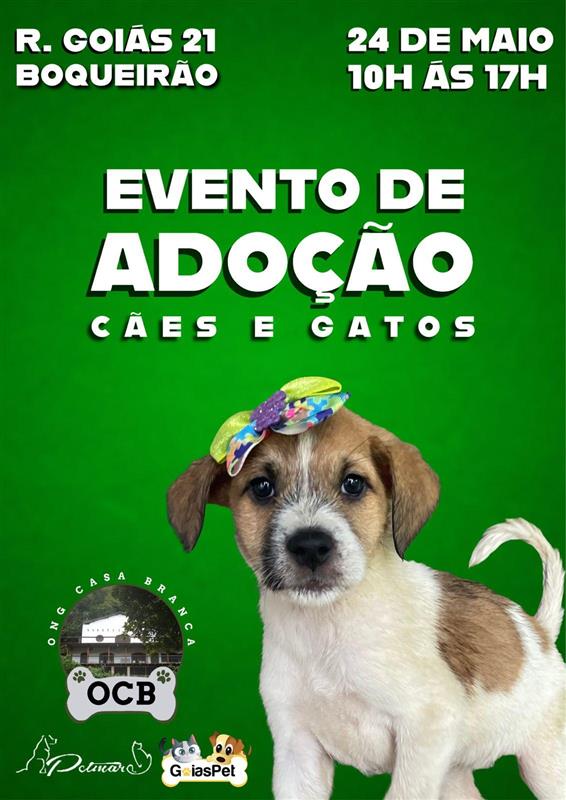 R. GOIÁS 21
BOQUEIRÃO
24 DE MAIO
10H ÁS 17H
EVENTO DE
ADOÇÃO
CÃES E GATOS
ONG CASA BRANCA
OCB
Petmar
GoiasPet